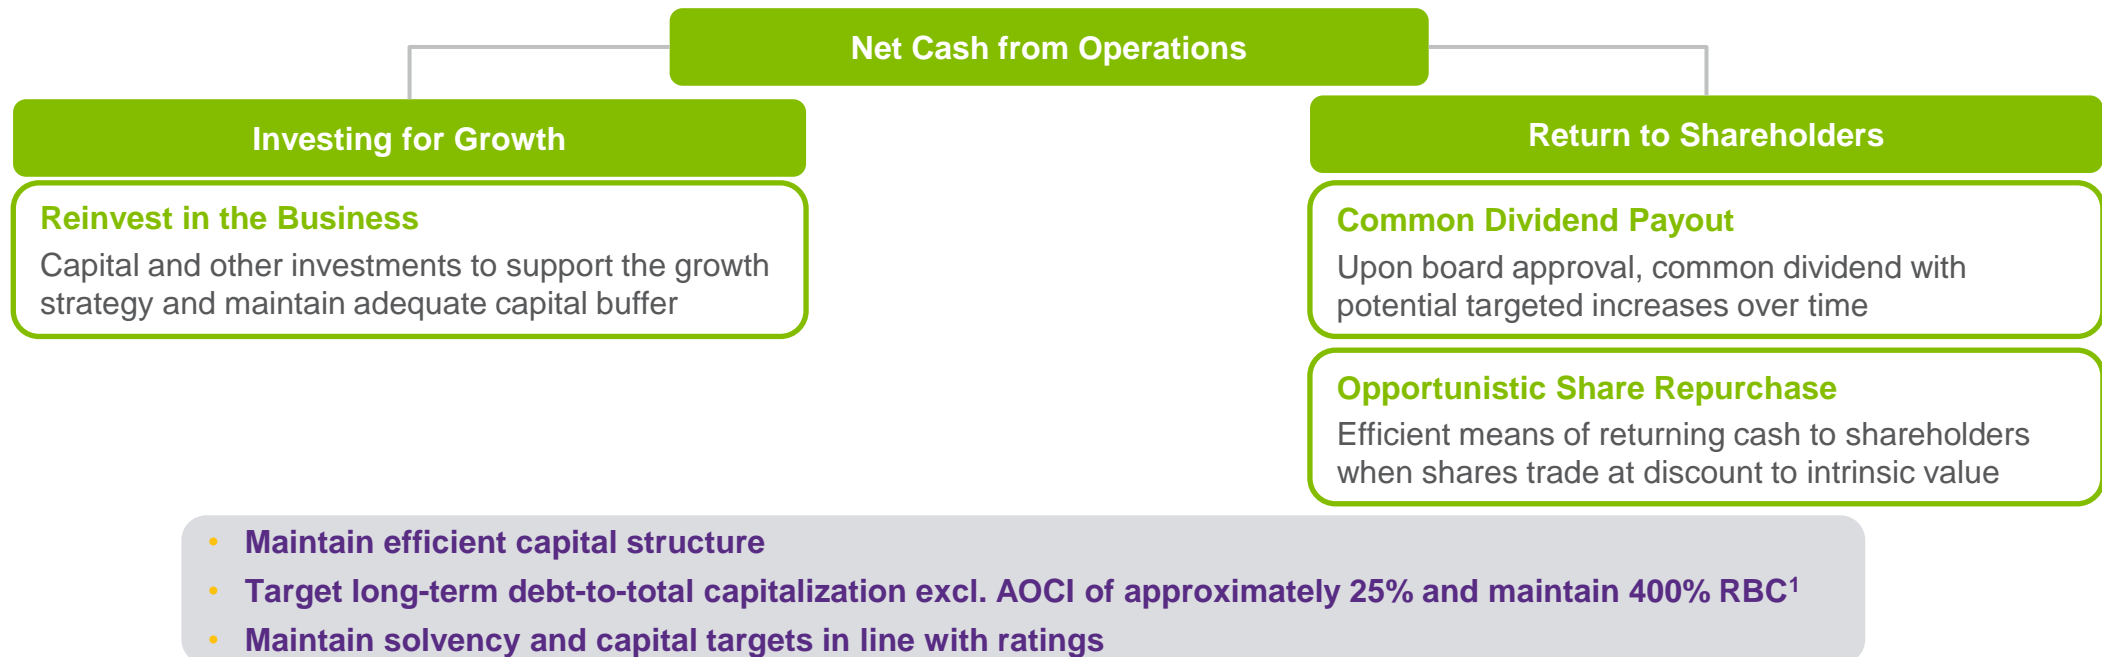 Net Cash from Operations
Investing for Growth
Reinvest in the Business
Capital and other investments to support the growth
strategy and maintain adequate capital buffer
Return to Shareholders
Common Dividend Payout
Upon board approval, common dividend with
potential targeted increases over time
Opportunistic Share Repurchase
Efficient means of returning cash to shareholders
when shares trade at discount to intrinsic value
• Maintain efficient capital structure
• Target long-term debt-to-total capitalization excl. AOCI of approximately 25% and maintain 400% RBC¹
• Maintain solvency and capital targets in line with ratings